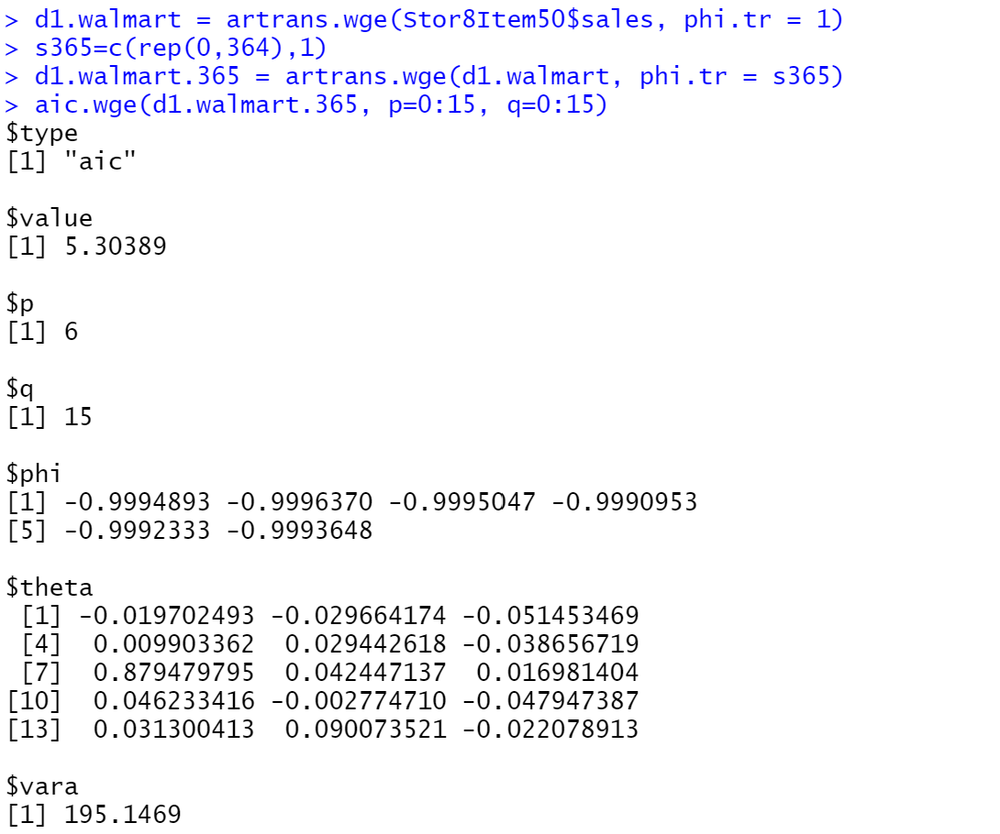 > d1.walmart = artrans.wge(Stor8Item50$sales, phi.tr = 1)
> s365=c(rep(0,364),1)
> d1.walmart.365 = artrans.wge(d1.walmart, phi.tr = s365)
> aic.wge(d1.walmart.365, p=0:15, q=0:15)
$type
[1] "aic"

$value
[1] 5.30389

$p
[1] 6

$q
[1] 15

$phi
[1] -0.9994893 -0.9996370 -0.9995047 -0.9990953
[5] -0.9992333 -0.9993648

$theta
 [1] -0.019702493 -0.029664174 -0.051453469
 [4]  0.009903362  0.029442618 -0.038656719
 [7]  0.879479795  0.042447137  0.016981404
[10]  0.046233416 -0.002774710 -0.047947387
[13]  0.031300413  0.090073521 -0.022078913

$vara
[1] 195.1469